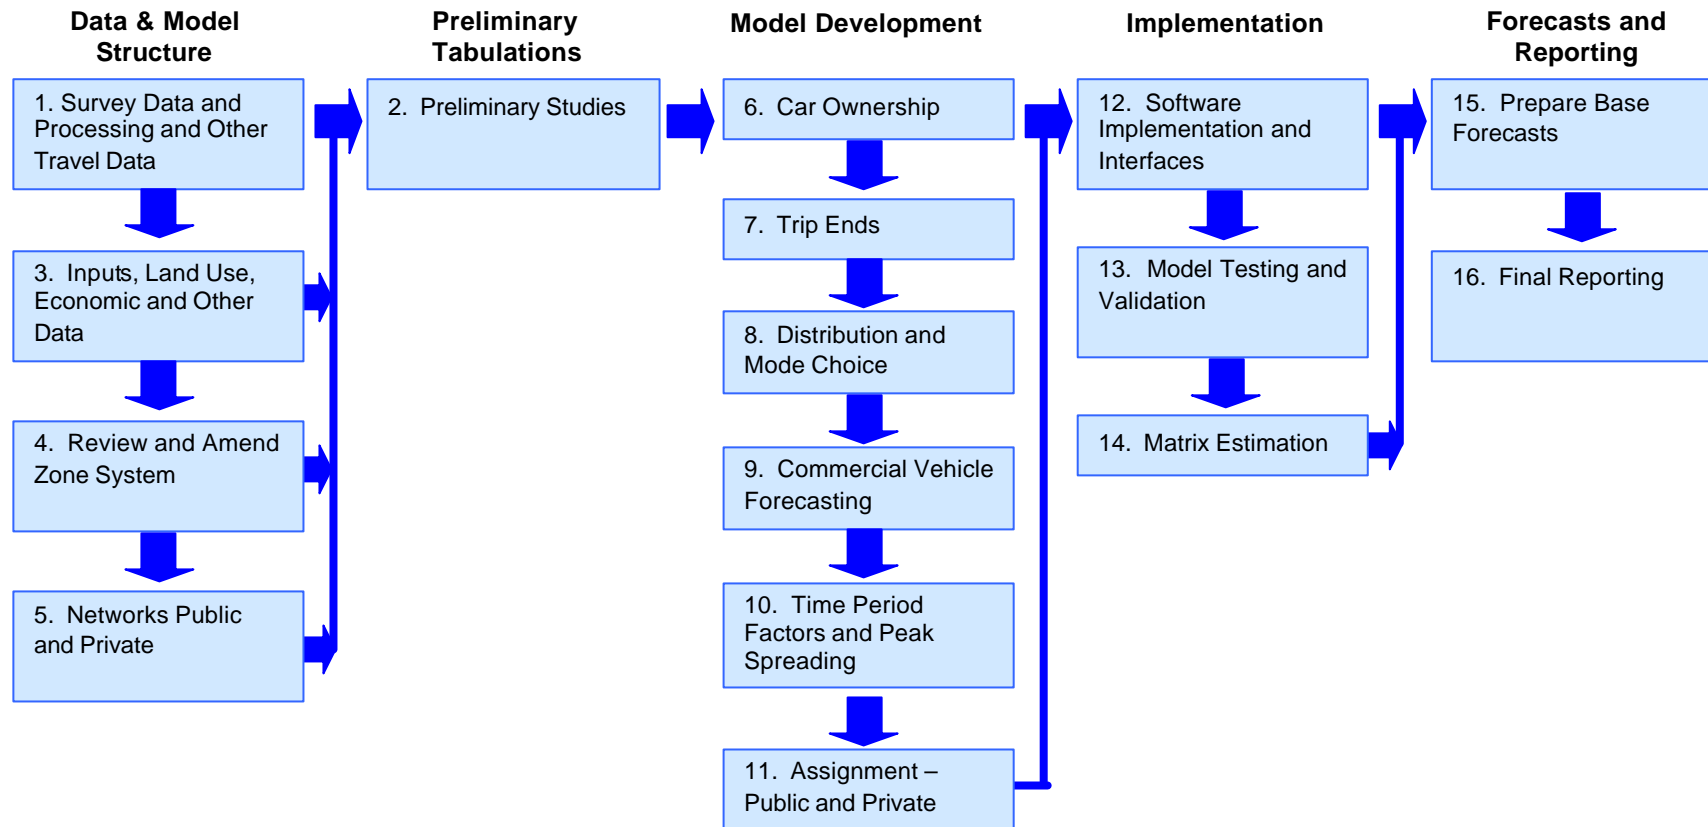 Data & Model
Structure
Preliminary
Tabulations
Model Development
Implementation
Forecasts and
Reporting
1. Survey Data and
Processing and Other
Travel Data
3. Inputs, Land Use,
Economic and Other
Data
4. Review and Amend
Zone System
5. Networks Public
and Private
2. Preliminary Studies
6. Car Ownership
7. Trip Ends
8. Distribution and
Mode Choice
9. Commercial Vehicle
Forecasting
10. Time Period
Factors and Peak
Spreading
11. Assignment –
Public and Private
12. Software
Implementation and
Interfaces
13. Model Testing and
Validation
14. Matrix Estimation
15. Prepare Base
Forecasts
16. Final Reporting